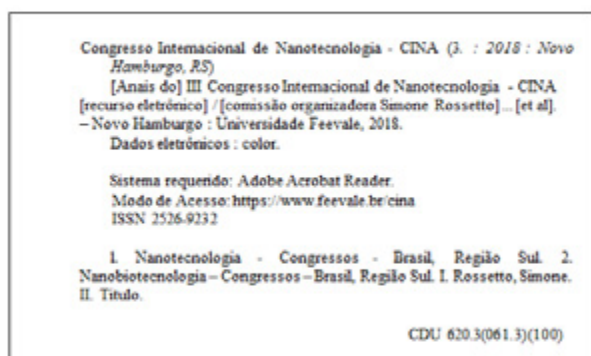 Congresso Internacional de Nanotecnologia - CINA (3. : 2018 : Novo
Hamburgo, RS)
[Anais do] III Congresso Internacional de Nanotecnologia - CINA
[recurso eletrônico] / [comissão organizadora Simone Rossetto] ... [et al].
– Novo Hamburgo : Universidade Feevale, 2018.
Dados eletrônicos : color.
Sistema requerido: Adobe Acrobat Reader.
Modo de Acesso: https://www.feevale.br/cina
ISSN 2526-9232
1. Nanotecnologia - Congressos - Brasil, Região Sul. 2.
Nanobiotecnologia – Congressos – Brasil, Região Sul. I. Rossetto, Simone.
II. Titulo.
CDU 620.3(061.3)(100)